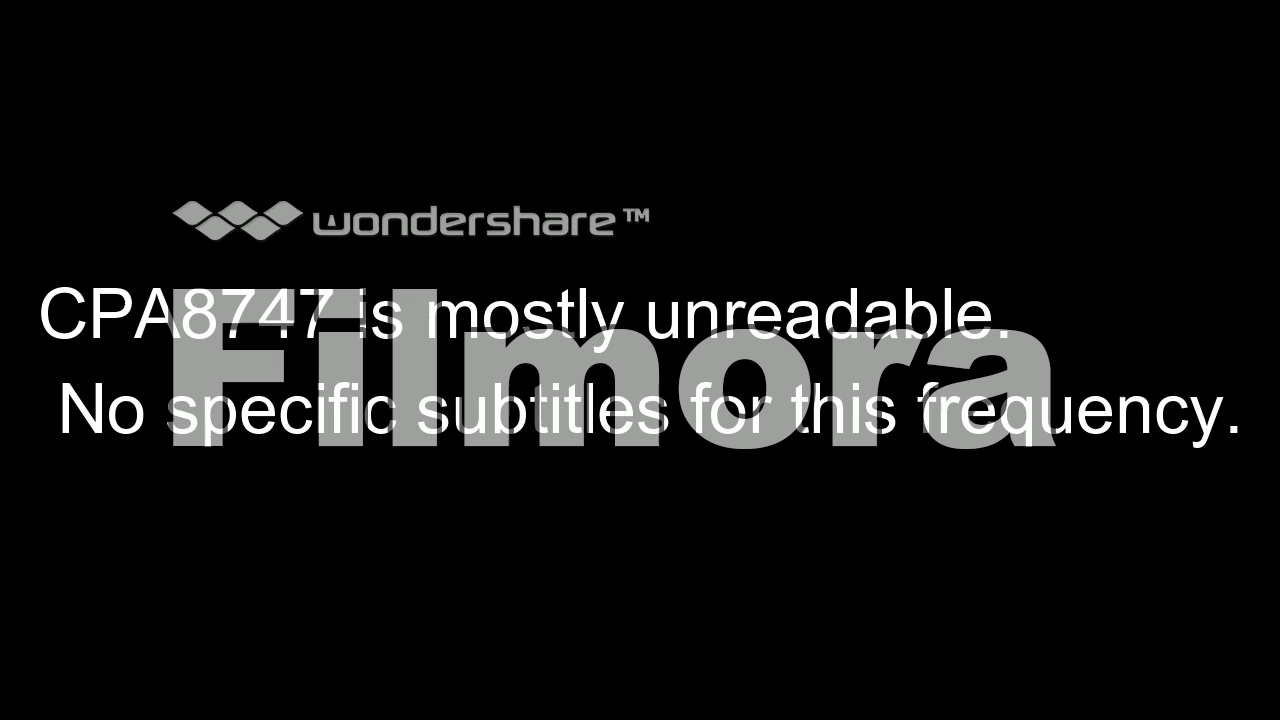 wondershare™
CPA8747 is mostly unreadable.
Filmora
No specific subtitles for this frequency.